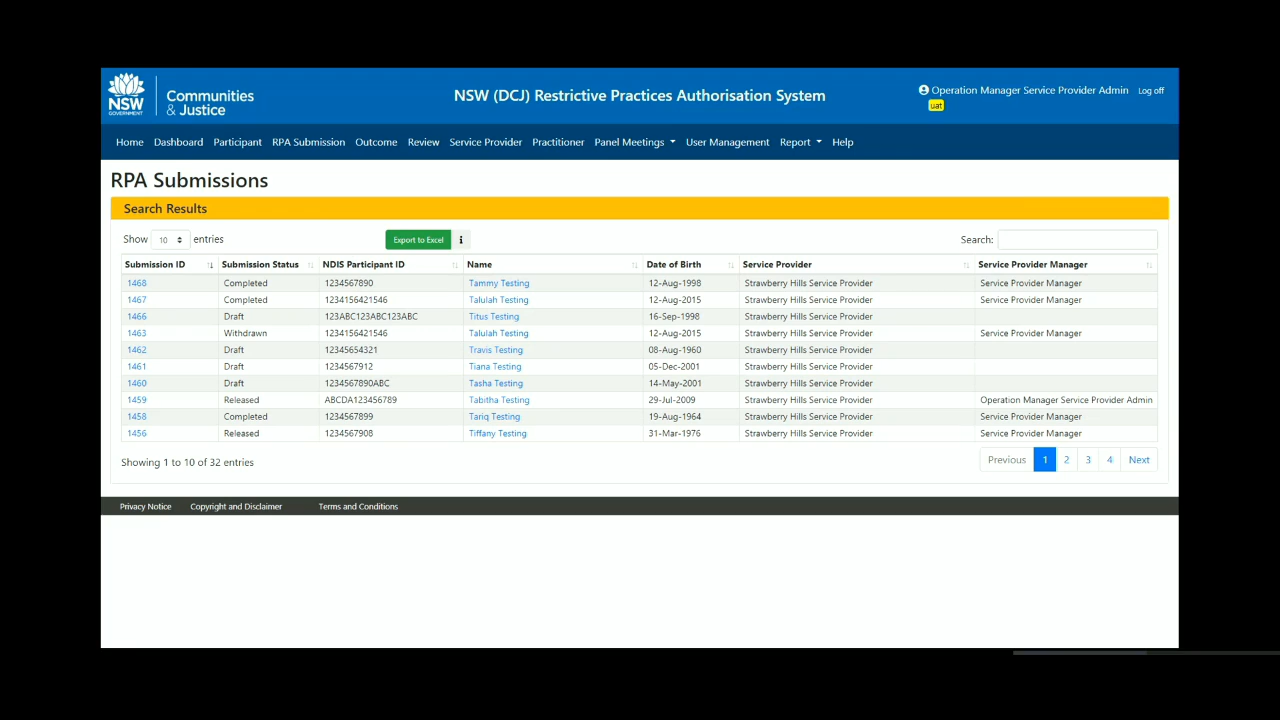 NSW GOVERNMENT Communities & Justice
NSW (DCJ) Restrictive Practices Authorisation System
Operation Manager Service Provider Admin Log off
uat
Home Dashboard Participant RPA Submission Outcome Review Service Provider Practitioner Panel Meetings User Management Report Help
RPA Submissions
Search Results
Show 10 entries Export to Excel i Search:
Submission ID Submission Status NDIS Participant ID Name Date of Birth Service Provider Service Provider Manager
1468 Completed 1234567890 Tammy Testing 12-Aug-1998 Strawberry Hills Service Provider Service Provider Manager
1467 Completed 1234156421546 Talulah Testing 12-Aug-2015 Strawberry Hills Service Provider Service Provider Manager
1466 Draft 123ABC123ABC123ABC Titus Testing 16-Sep-1998 Strawberry Hills Service Provider
1463 Withdrawn 1234156421546 Talulah Testing 12-Aug-2015 Strawberry Hills Service Provider Service Provider Manager
1462 Draft 12345654321 Travis Testing 08-Aug-1960 Strawberry Hills Service Provider
1461 Draft 1234567912 Tiana Testing 05-Dec-2001 Strawberry Hills Service Provider
1460 Draft 1234567890ABC Tasha Testing 14-May-2001 Strawberry Hills Service Provider
1459 Released ABCDA123456789 Tabitha Testing 29-Jul-2009 Strawberry Hills Service Provider Operation Manager Service Provider Admin
1458 Completed 1234567899 Tariq Testing 19-Aug-1964 Strawberry Hills Service Provider Service Provider Manager
1456 Released 1234567908 Tiffany Testing 31-Mar-1976 Strawberry Hills Service Provider Service Provider Manager
Showing 1 to 10 of 32 entries Previous 1 2 3 4 Next
Privacy Notice Copyright and Disclaimer Terms and Conditions